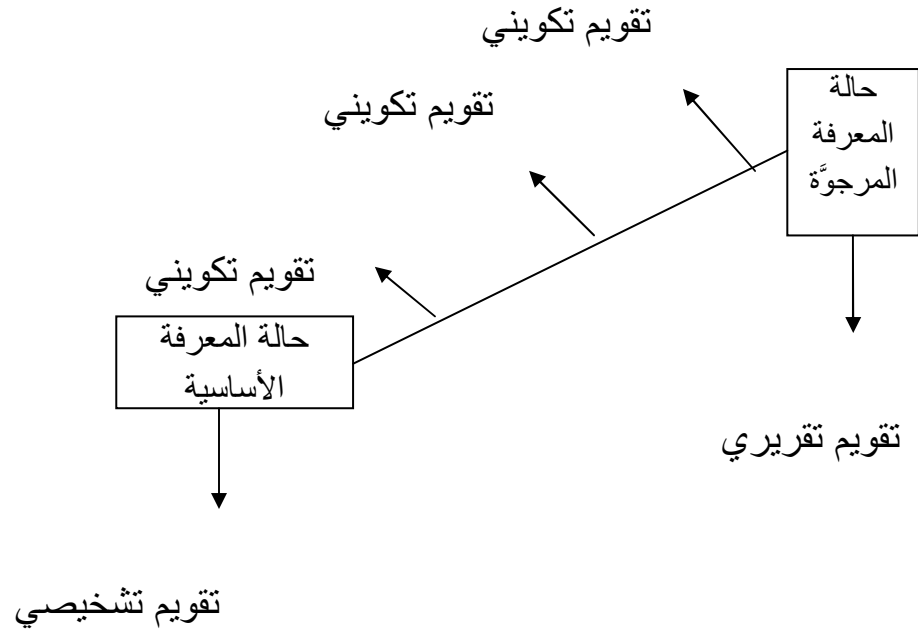 تقويم تكويني
حالة
المعرفة
المرجوَّة
تقويم تكويني
تقويم تكويني
حالة المعرفة
الأساسية
تقويم تقريري
تقويم تشخيصي